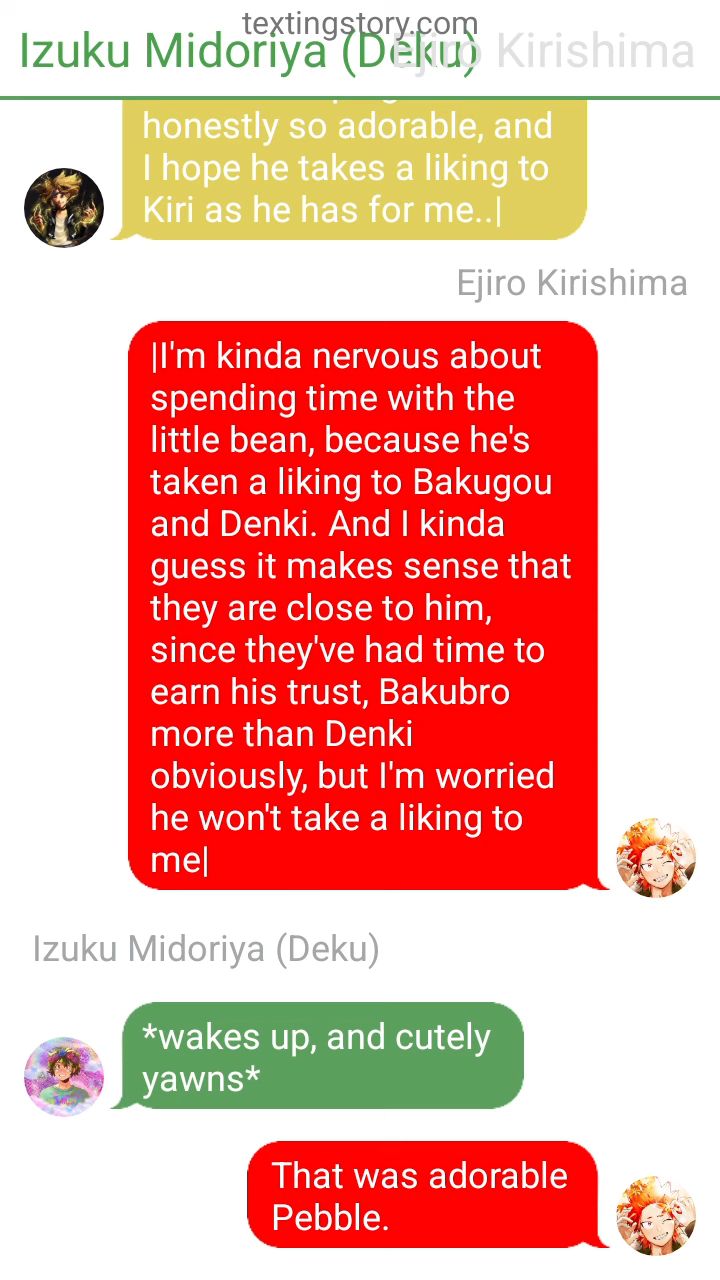 textingstory.com
Izuku Midoriya (Deku) Ejiro Kirishima
honestly so adorable, and
I hope he takes a liking to
Kiri as he has for me..|
Ejiro Kirishima
|I'm kinda nervous about
spending time with the
little bean, because he's
taken a liking to Bakugou
and Denki. And I kinda
guess it makes sense that
they are close to him,
since they've had time to
earn his trust, Bakubro
more than Denki
obviously, but I'm worried
he won't take a liking to
me|
Izuku Midoriya (Deku)
*wakes up, and cutely
yawns*
That was adorable
Pebble.